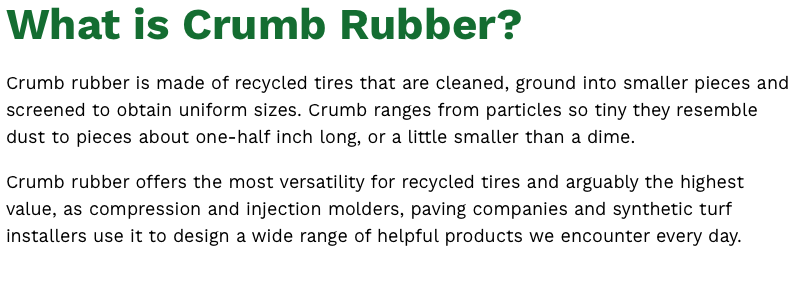 What is Crumb Rubber?
Crumb rubber is made of recycled tires that are cleaned, ground into smaller pieces and
screened to obtain uniform sizes. Crumb ranges from particles so tiny they resemble
dust to pieces about one-half inch long, or a little smaller than a dime.
Crumb rubber offers the most versatility for recycled tires and arguably the highest
value, as compression and injection molders, paving companies and synthetic turf
installers use it to design a wide range of helpful products we encounter every day.